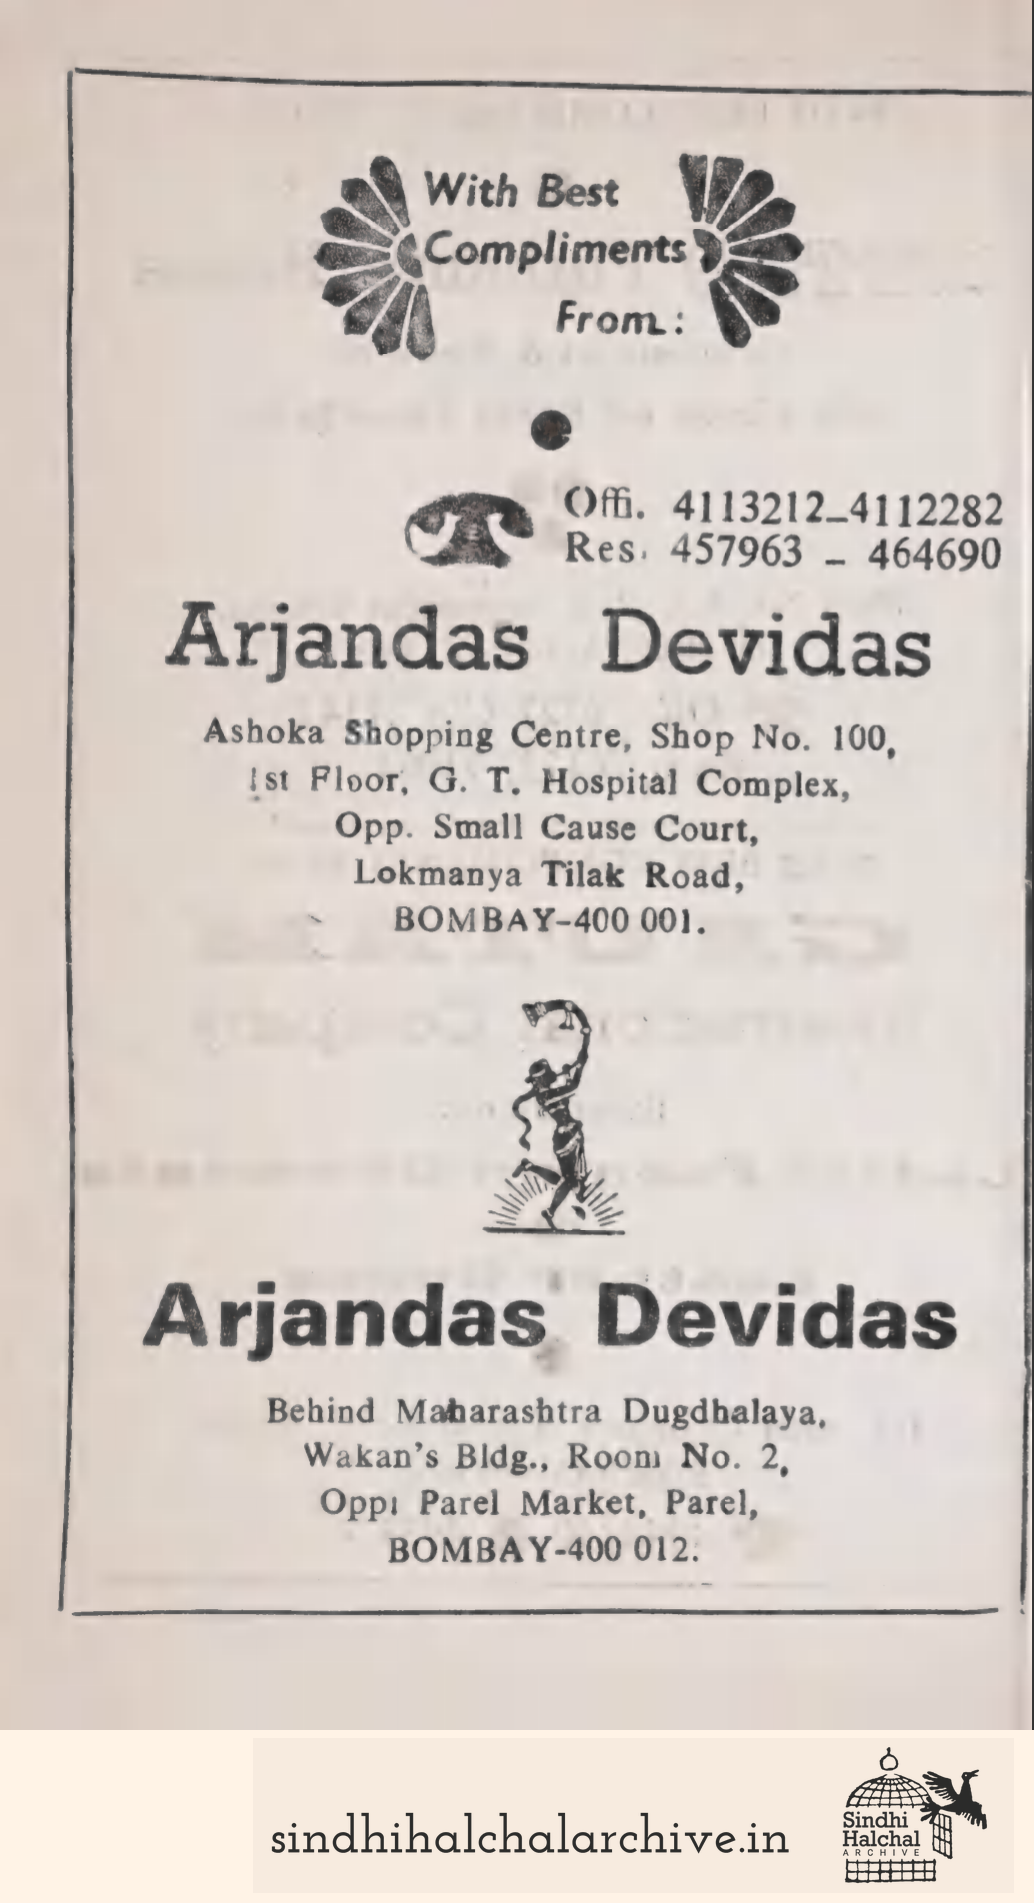 With Best
Compliments
From:
Offi. 4113212-4112282
Res. 457963 - 464690
Arjandas Devidas
Ashoka Shopping Centre, Shop No. 100,
1st Floor, G. T. Hospital Complex,
Opp. Small Cause Court,
Lokmanya Tilak Road,
BOMBAY-400 001.
Arjandas Devidas
Behind Maharashtra Dugdhalaya,
Wakan's Bldg., Room No. 2,
Opp: Parel Market, Parel,
BOMBAY-400 012.
sindhihalchalarchive.in
Sindhi
Halchal
ARCHIVE